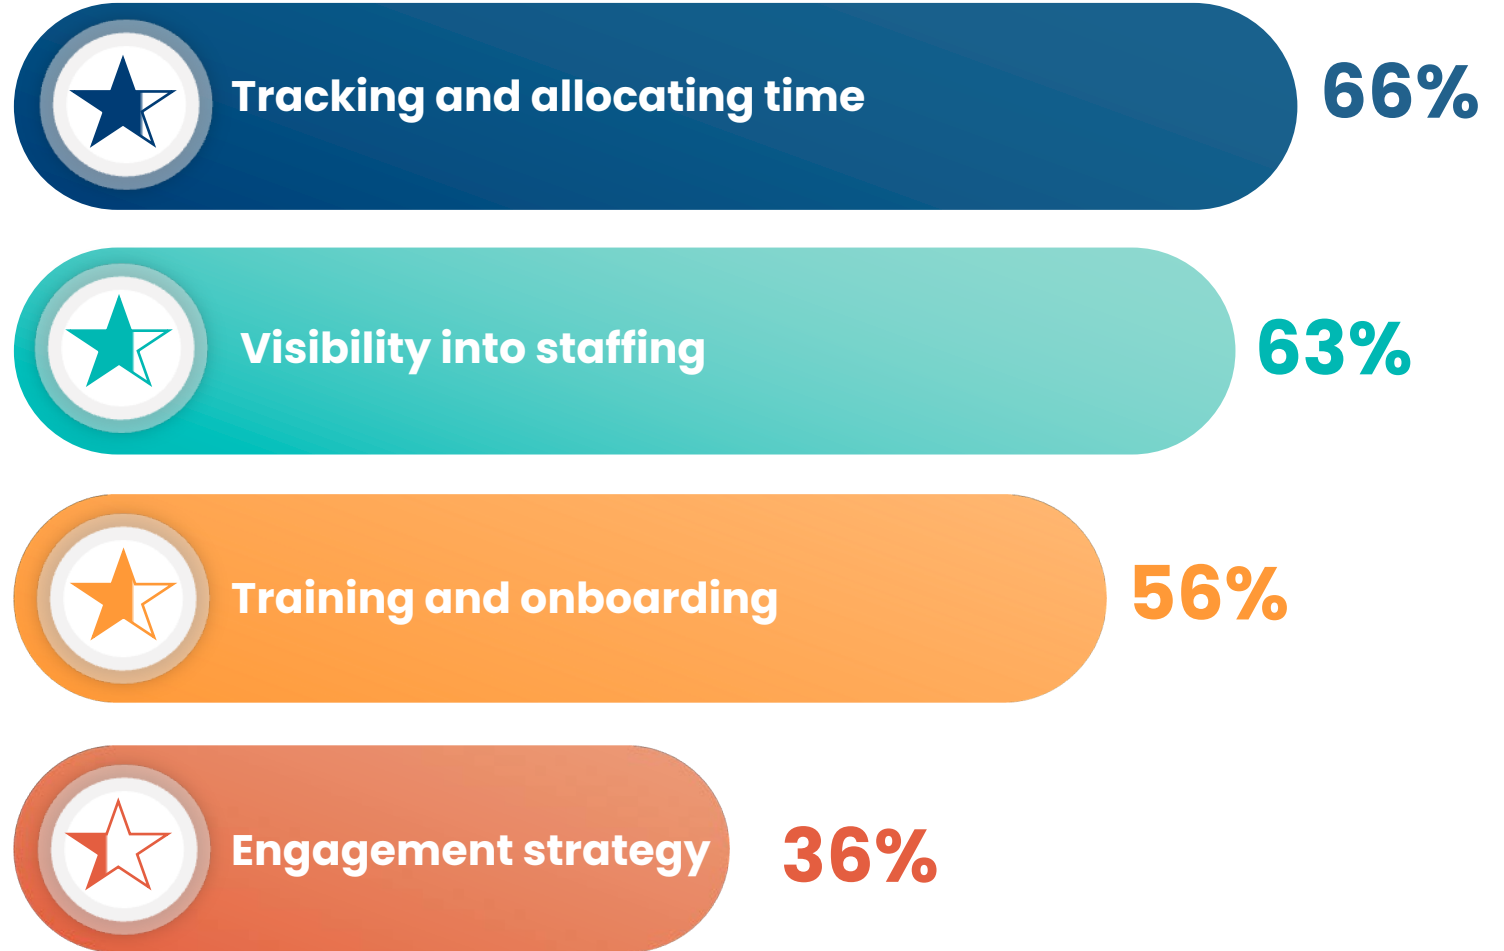 Tracking and allocating time
66%
Visibility into staffing
63%
Training and onboarding
56%
Engagement strategy
36%